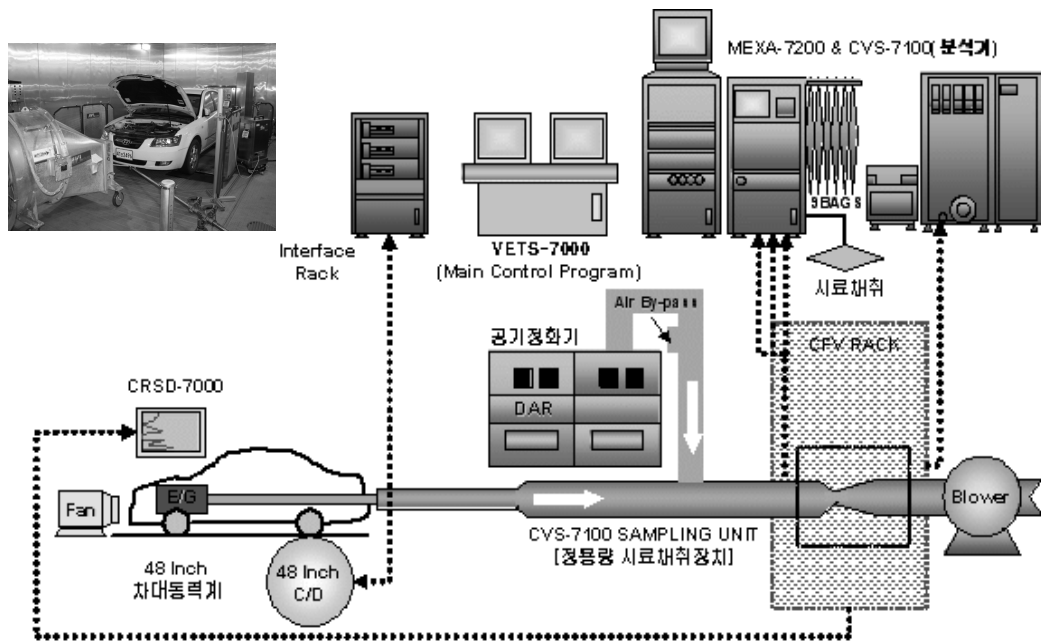 MEXA-7200 & CVS-7100(분석기)
9BAGS
Interface
Rack
VETS-7000
(Main Control Program)
시료채취
Air By-pass
공기정화기
CFV RACK
CRSD-7000
DAR
E/G
Fan
Blower
CVS-7100 SAMPLING UNIT
[정용량 시료채취장치]
48 Inch
차대동력계
48 Inch
C/D